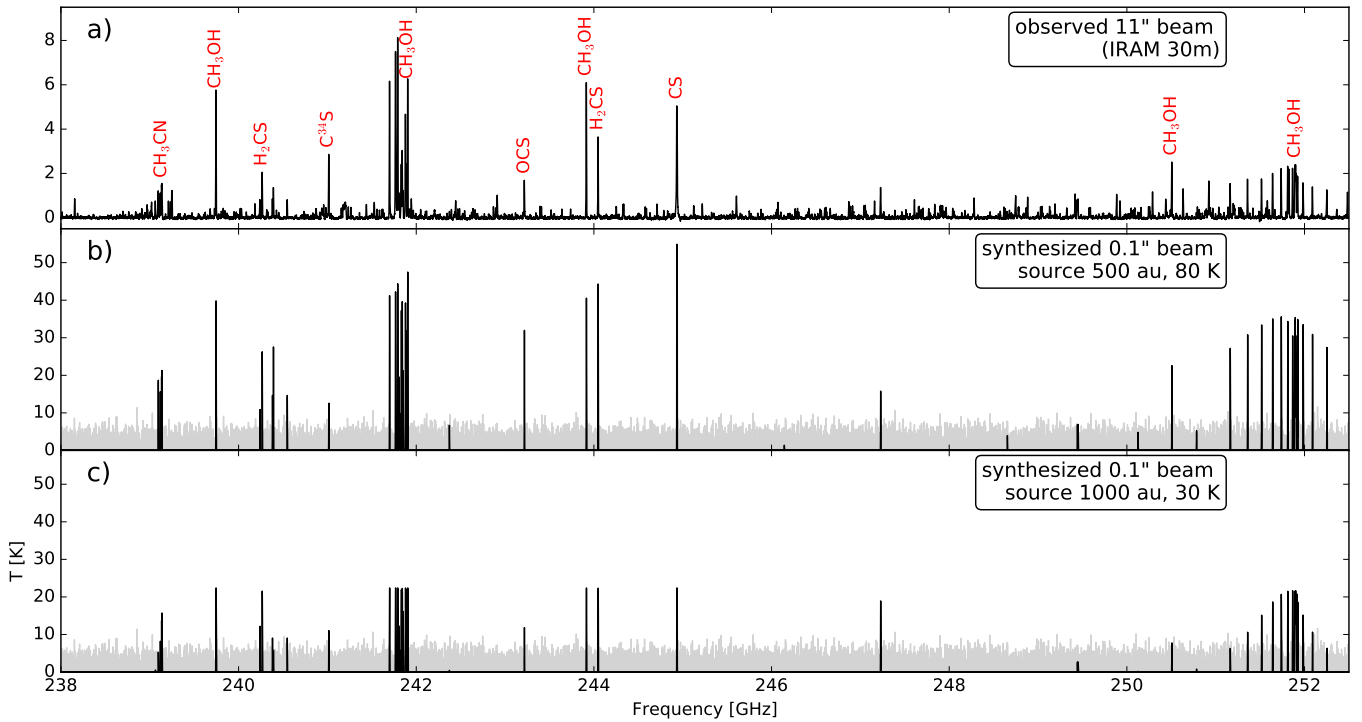 a)
observed 11" beam
(IRAM 30m)
CH₃CN
CH₃OH
H₂CS
C³⁴S
CH₃OH
OCS
CH₃OH
H₂CS
CS
CH₃OH
CH₃OH
8
6
4
2
0
b)
synthesized 0.1" beam
source 500 au, 80 K
50
40
30
20
10
0
c)
synthesized 0.1" beam
source 1000 au, 30 K
50
40
30
20
10
0
T [K]
238 240 242 244 246 248 250 252
Frequency [GHz]